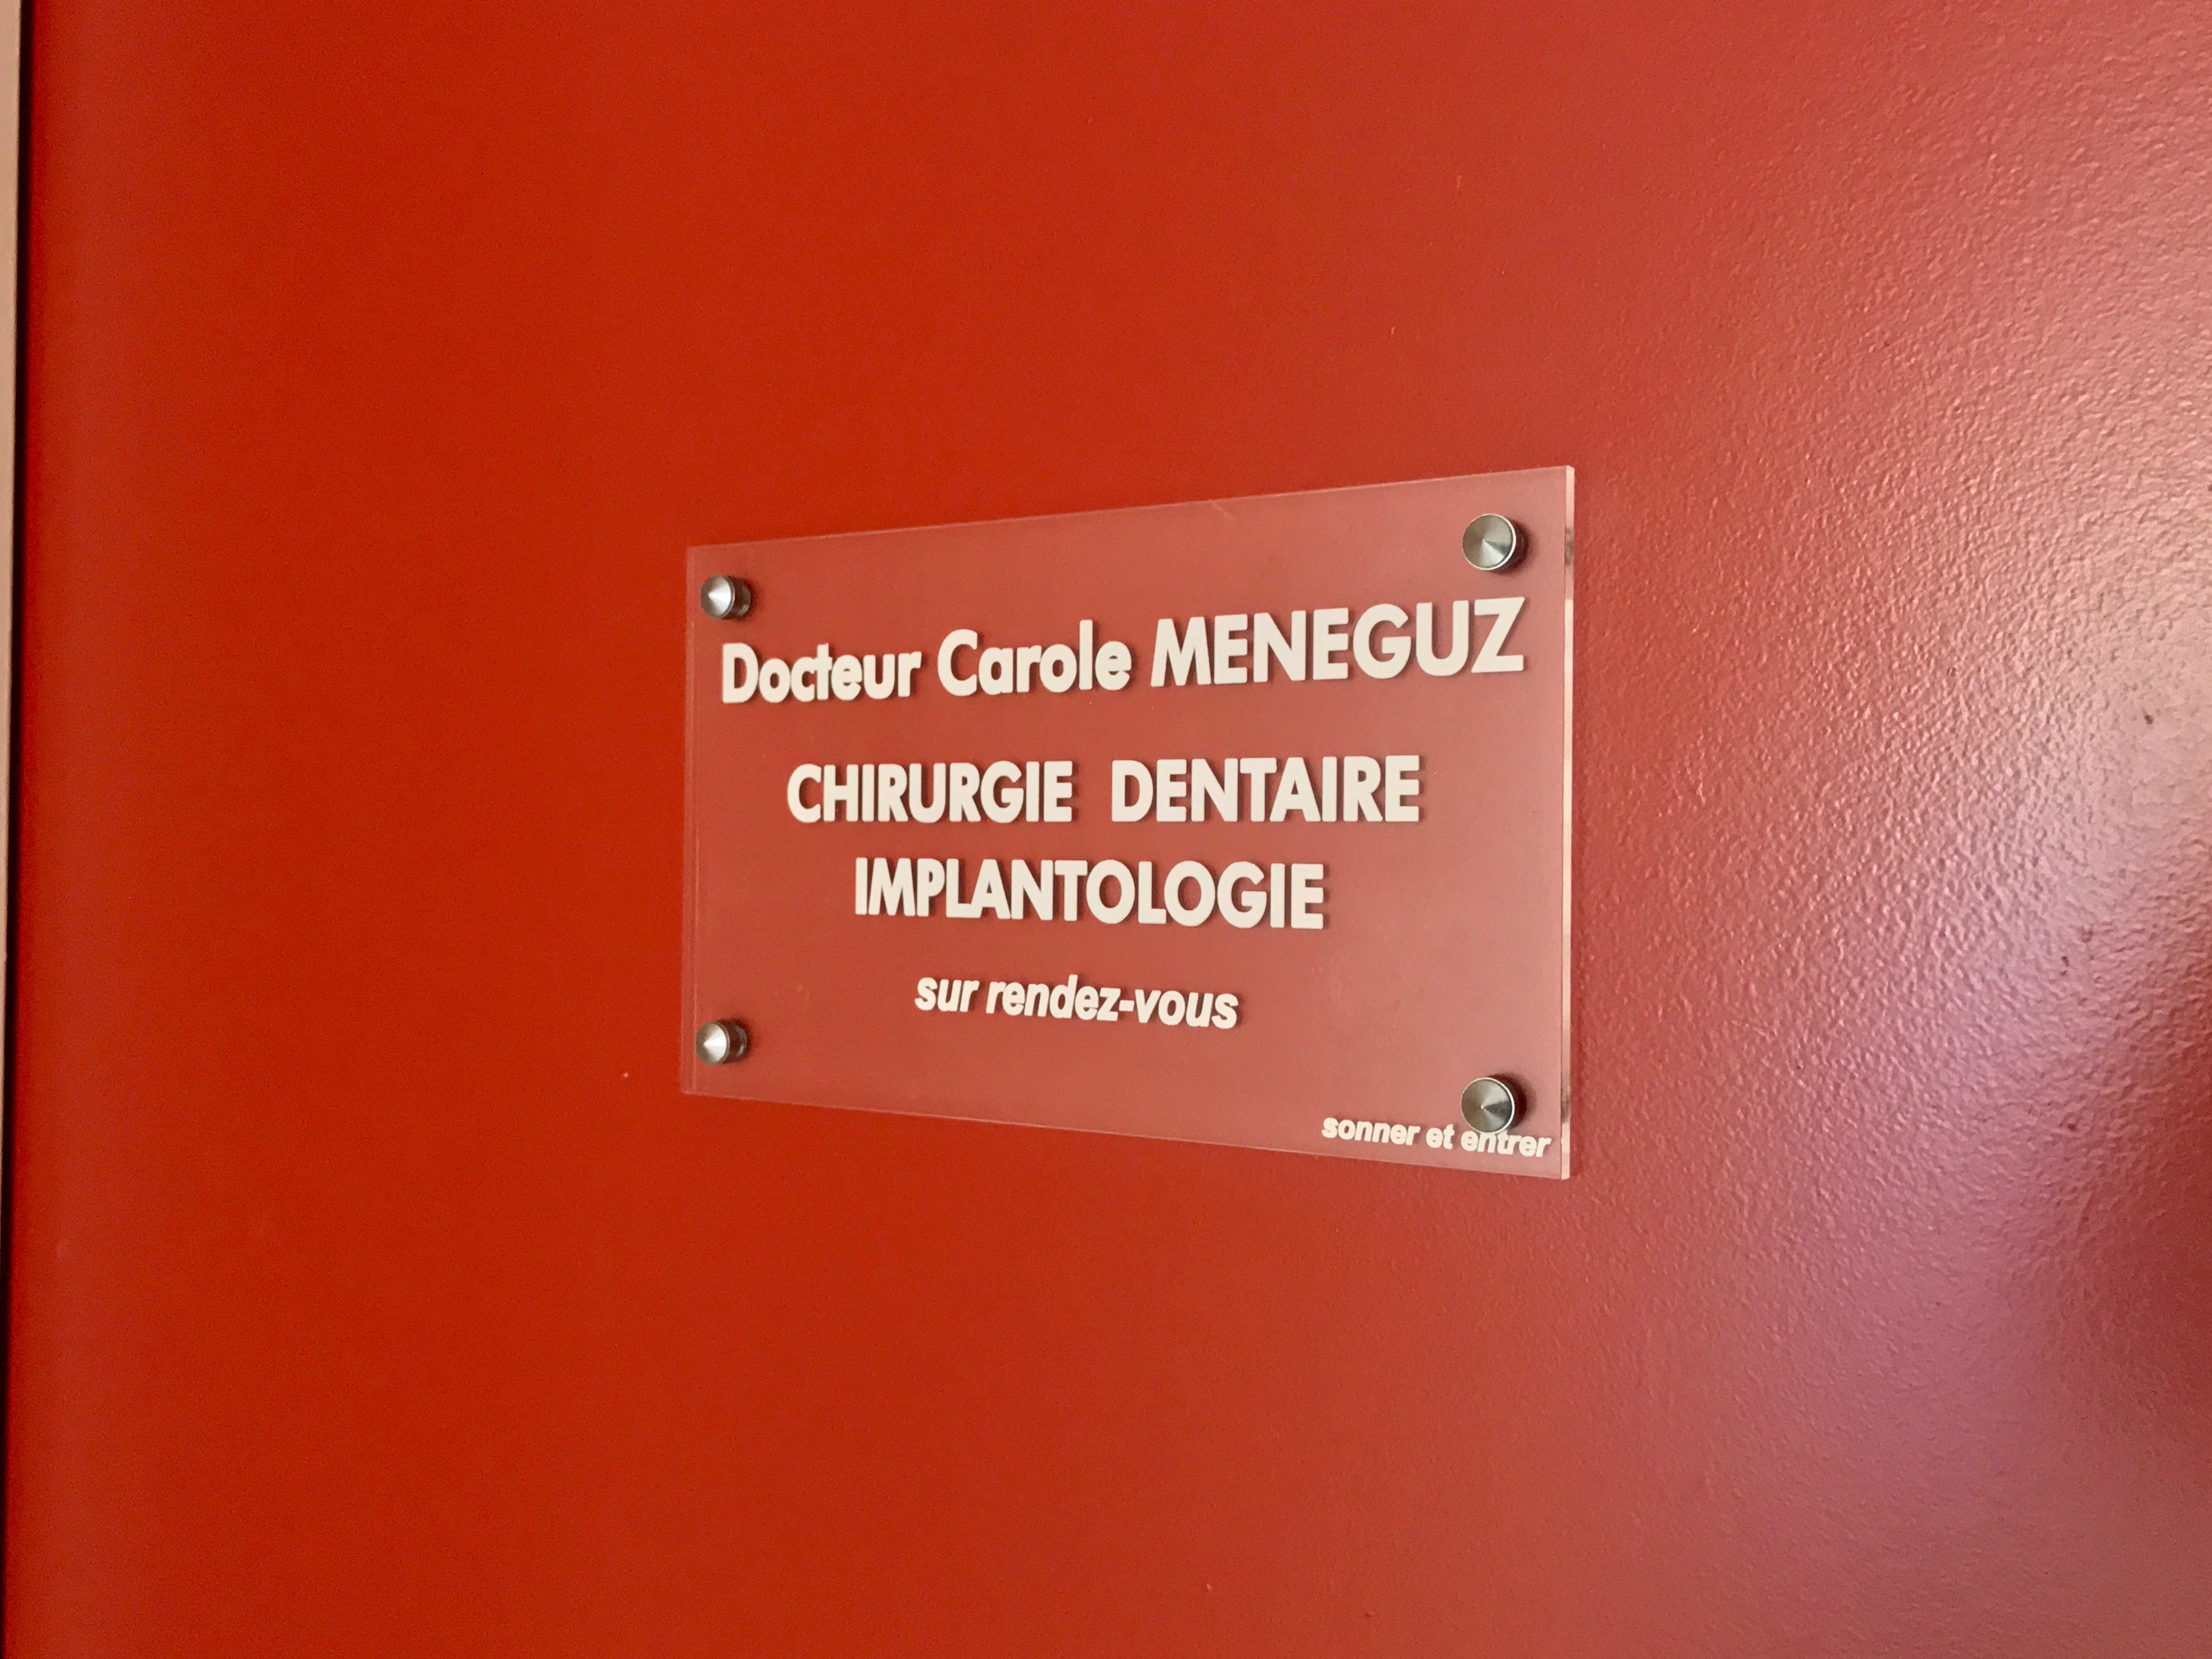 Docteur Carole MENEGUZ
CHIRURGIE DENTAIRE
IMPLANTOLOGIE
sur rendez-vous
sonner et entrer